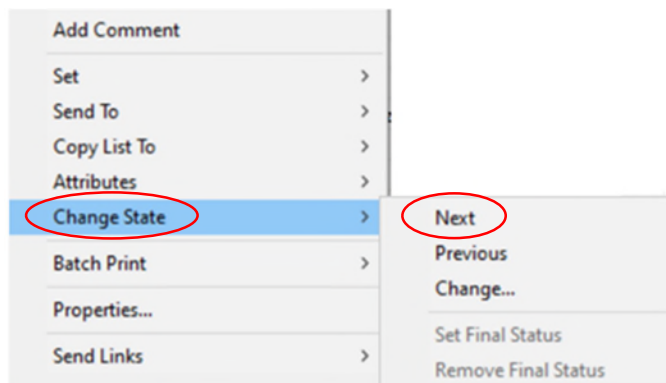 Add Comment
Set
Send To
Copy List To
Attributes
Change State
Next
Previous
Batch Print
Change...
Properties...
Set Final Status
Send Links
Remove Final Status